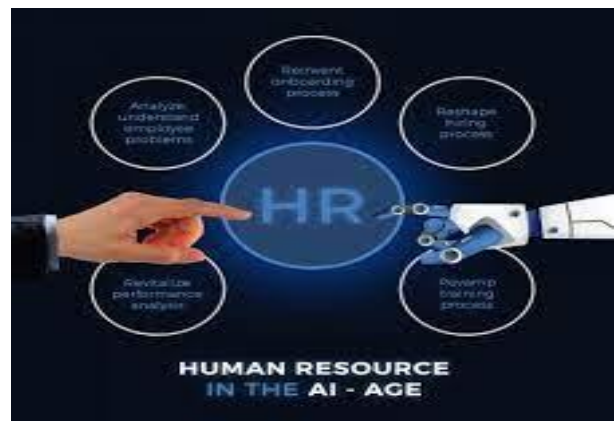 Reinvent
onboarding
process
Analyze
understand
employee
problems
Reshape
hiring
process
HR
Revitalize
performance
analysis
Revamp
training
process
HUMAN RESOURCE
IN THE AI - AGE